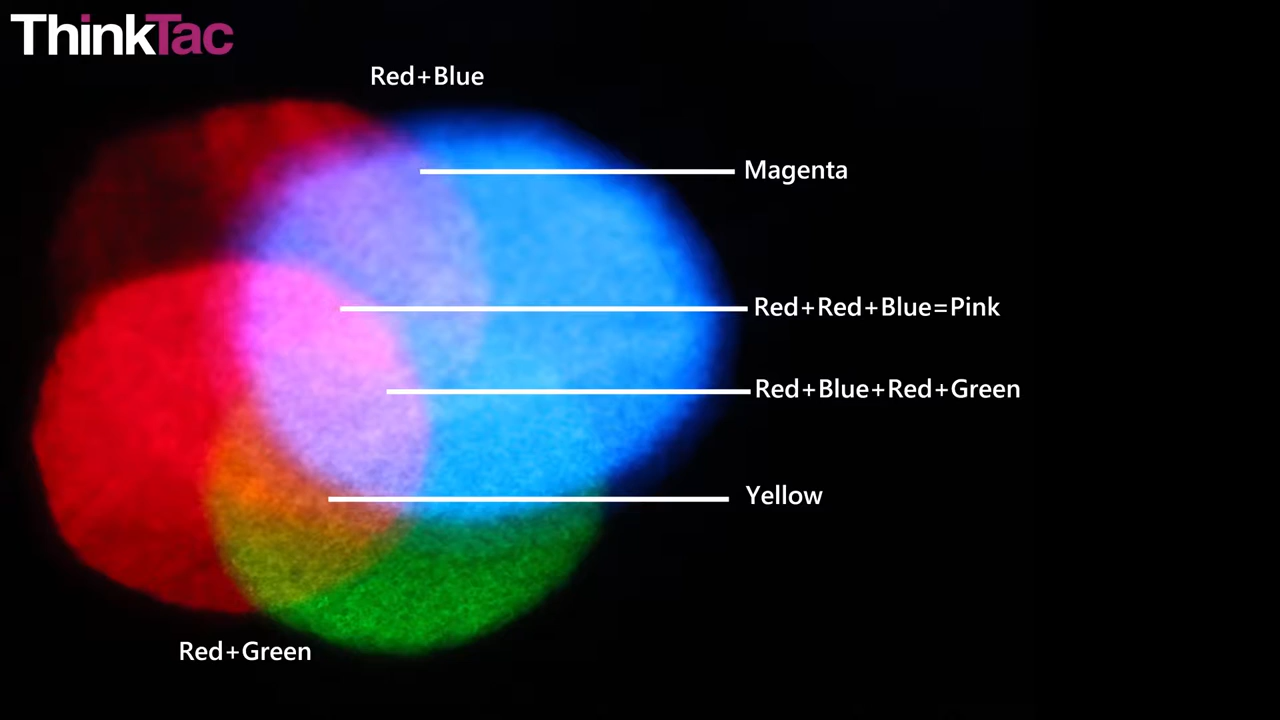 ThinkTac
Red+Blue
Magenta
Red+Red+Blue=Pink
Red+Blue+Red+Green
Yellow
Red+Green